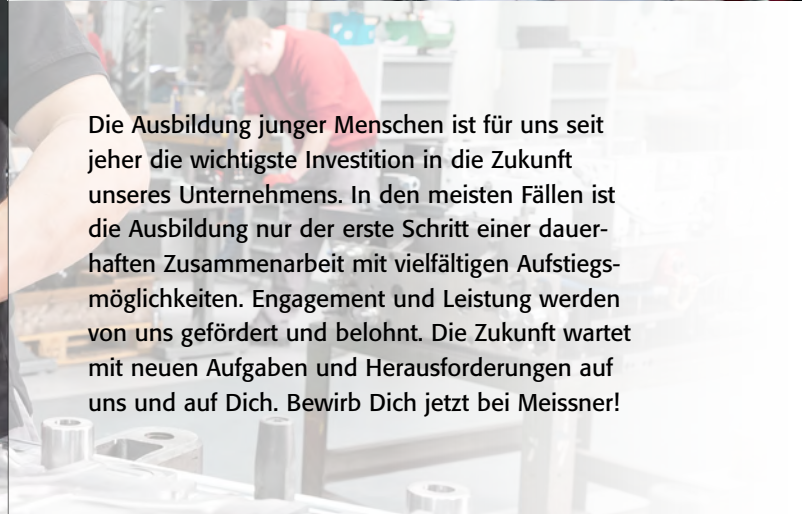 Die Ausbildung junger Menschen ist für uns seit
jeher die wichtigste Investition in die Zukunft
unseres Unternehmens. In den meisten Fällen ist
die Ausbildung nur der erste Schritt einer dauer-
haften Zusammenarbeit mit vielfältigen Aufstiegs-
möglichkeiten. Engagement und Leistung werden
von uns gefördert und belohnt. Die Zukunft wartet
mit neuen Aufgaben und Herausforderungen auf
uns und auf Dich. Bewirb Dich jetzt bei Meissner!